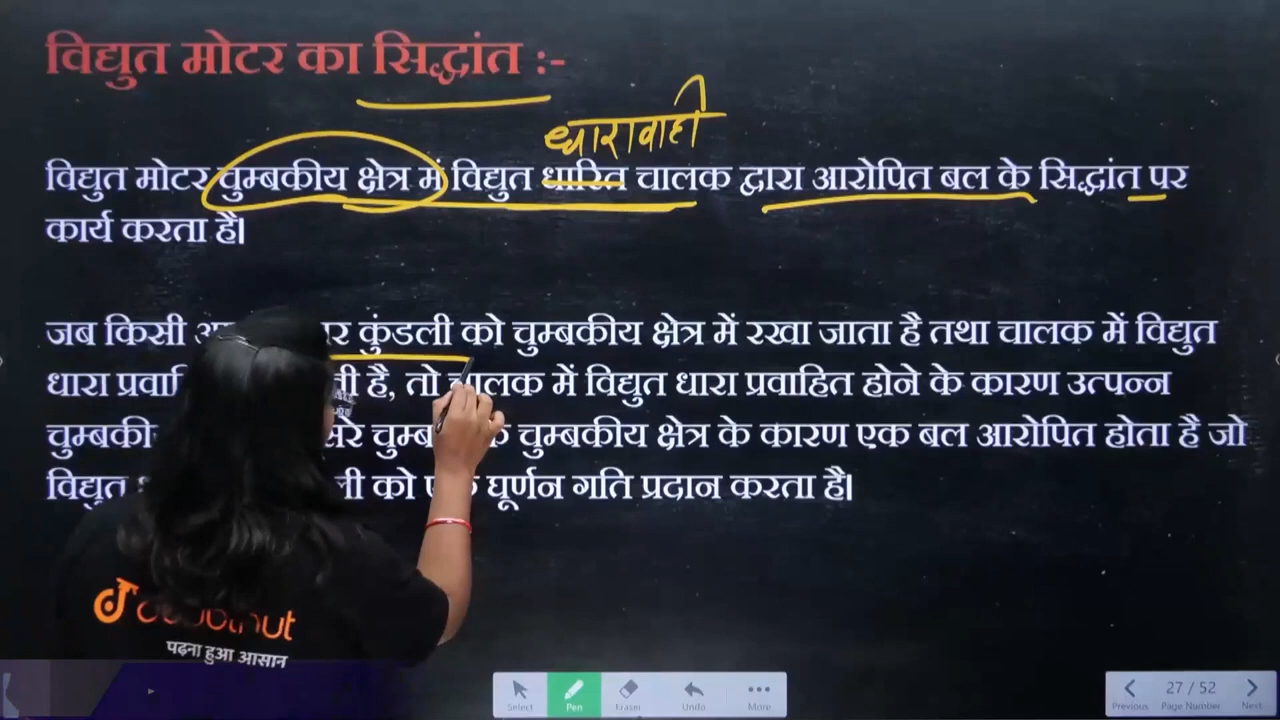 विद्युत मोटर का सिद्धांत :-
धारावाही
विद्युत मोटर चुम्बकीय क्षेत्र में विद्युत धारित चालक द्वारा आरोपित बल के सिद्धांत पर
कार्य करता है।
जब किसी कुंडली को चुम्बकीय क्षेत्र में रखा जाता है तथा चालक में विद्युत
धारा है, तो चालक में विद्युत धारा प्रवाहित होने के कारण उत्पन्न
चुम्बकीय क्षेत्र के कारण एक बल आरोपित होता है जो
को एक घूर्णन गति प्रदान करता है।
doubtnut
पढ़ना हुआ आसान
Select Pen Eraser Undo More
27 / 52
Previous Page Number Next